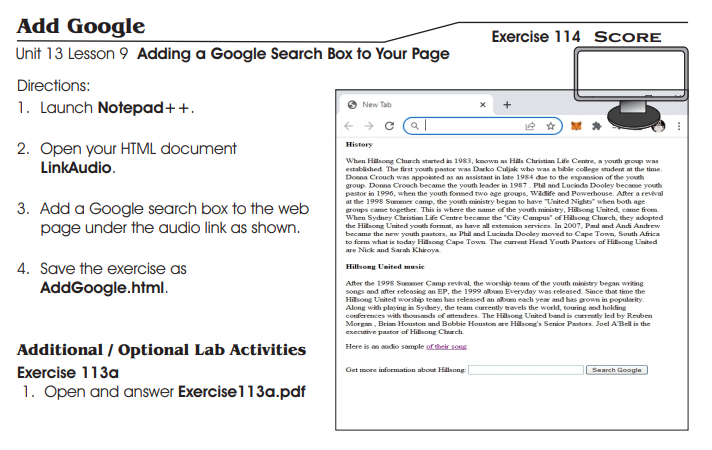 Add Google
Exercise 114 SCORE
Unit 13 Lesson 9 Adding a Google Search Box to Your Page
Directions:
1. Launch Notepad++.
2. Open your HTML document
LinkAudio.
3. Add a Google search box to the web
page under the audio link as shown.
4. Save the exercise as
AddGoogle.html.
Additional / Optional Lab Activities
Exercise 113a
1. Open and answer Exercise113a.pdf
New Tab
History
When Hillsong Church started in 1983, known as Hills Christian Life Centre, a youth group was
established. The first youth pastor was Darko Culjak who was a bible college student at the time.
Donna Crouch was appointed as an assistant in late 1984 due to the expansion of the youth
group. Donna Crouch became the youth leader in 1987 . Phil and Lucinda Dooley became youth
pastor in 1996, when the youth formed two age groups, Wildlife and Powerhouse. After a revival
at the 1998 Summer camp, the youth ministry began to have "United Nights" when both age
groups came together. This is where the name of the youth ministry, Hillsong United, came from.
When Sydney Christian Life Centre became the "City Campus" of Hillsong Church, they adopted
the Hillsong United youth format, as have all extension services. In 2007, Paul and Andi Andrew
became the new youth pastors, as Phil and Lucinda Dooley moved to Cape Town, South Africa
to form what is today Hillsong Cape Town. The current Head Youth Pastors of Hillsong United
are Nick and Sarah Khiroya.
Hillsong United music
After the 1998 Summer Camp revival, the worship team of the youth ministry began writing
songs and after releasing an EP, the 1999 album Everyday was released. Since that time the
Hillsong United worship team has released an album each year and has grown in popularity.
Along with playing in Sydney, the team currently travels the world, touring and holding
conferences with thousands of attendees. The Hillsong United band is currently led by Reuben
Morgan , Brian Houston and Bobbie Houston are Hillsong's Senior Pastors. Joel A'Bell is the
executive pastor of Hillsong Church.
Here is an audio sample of their song
Get more information about Hillsong: Search Google